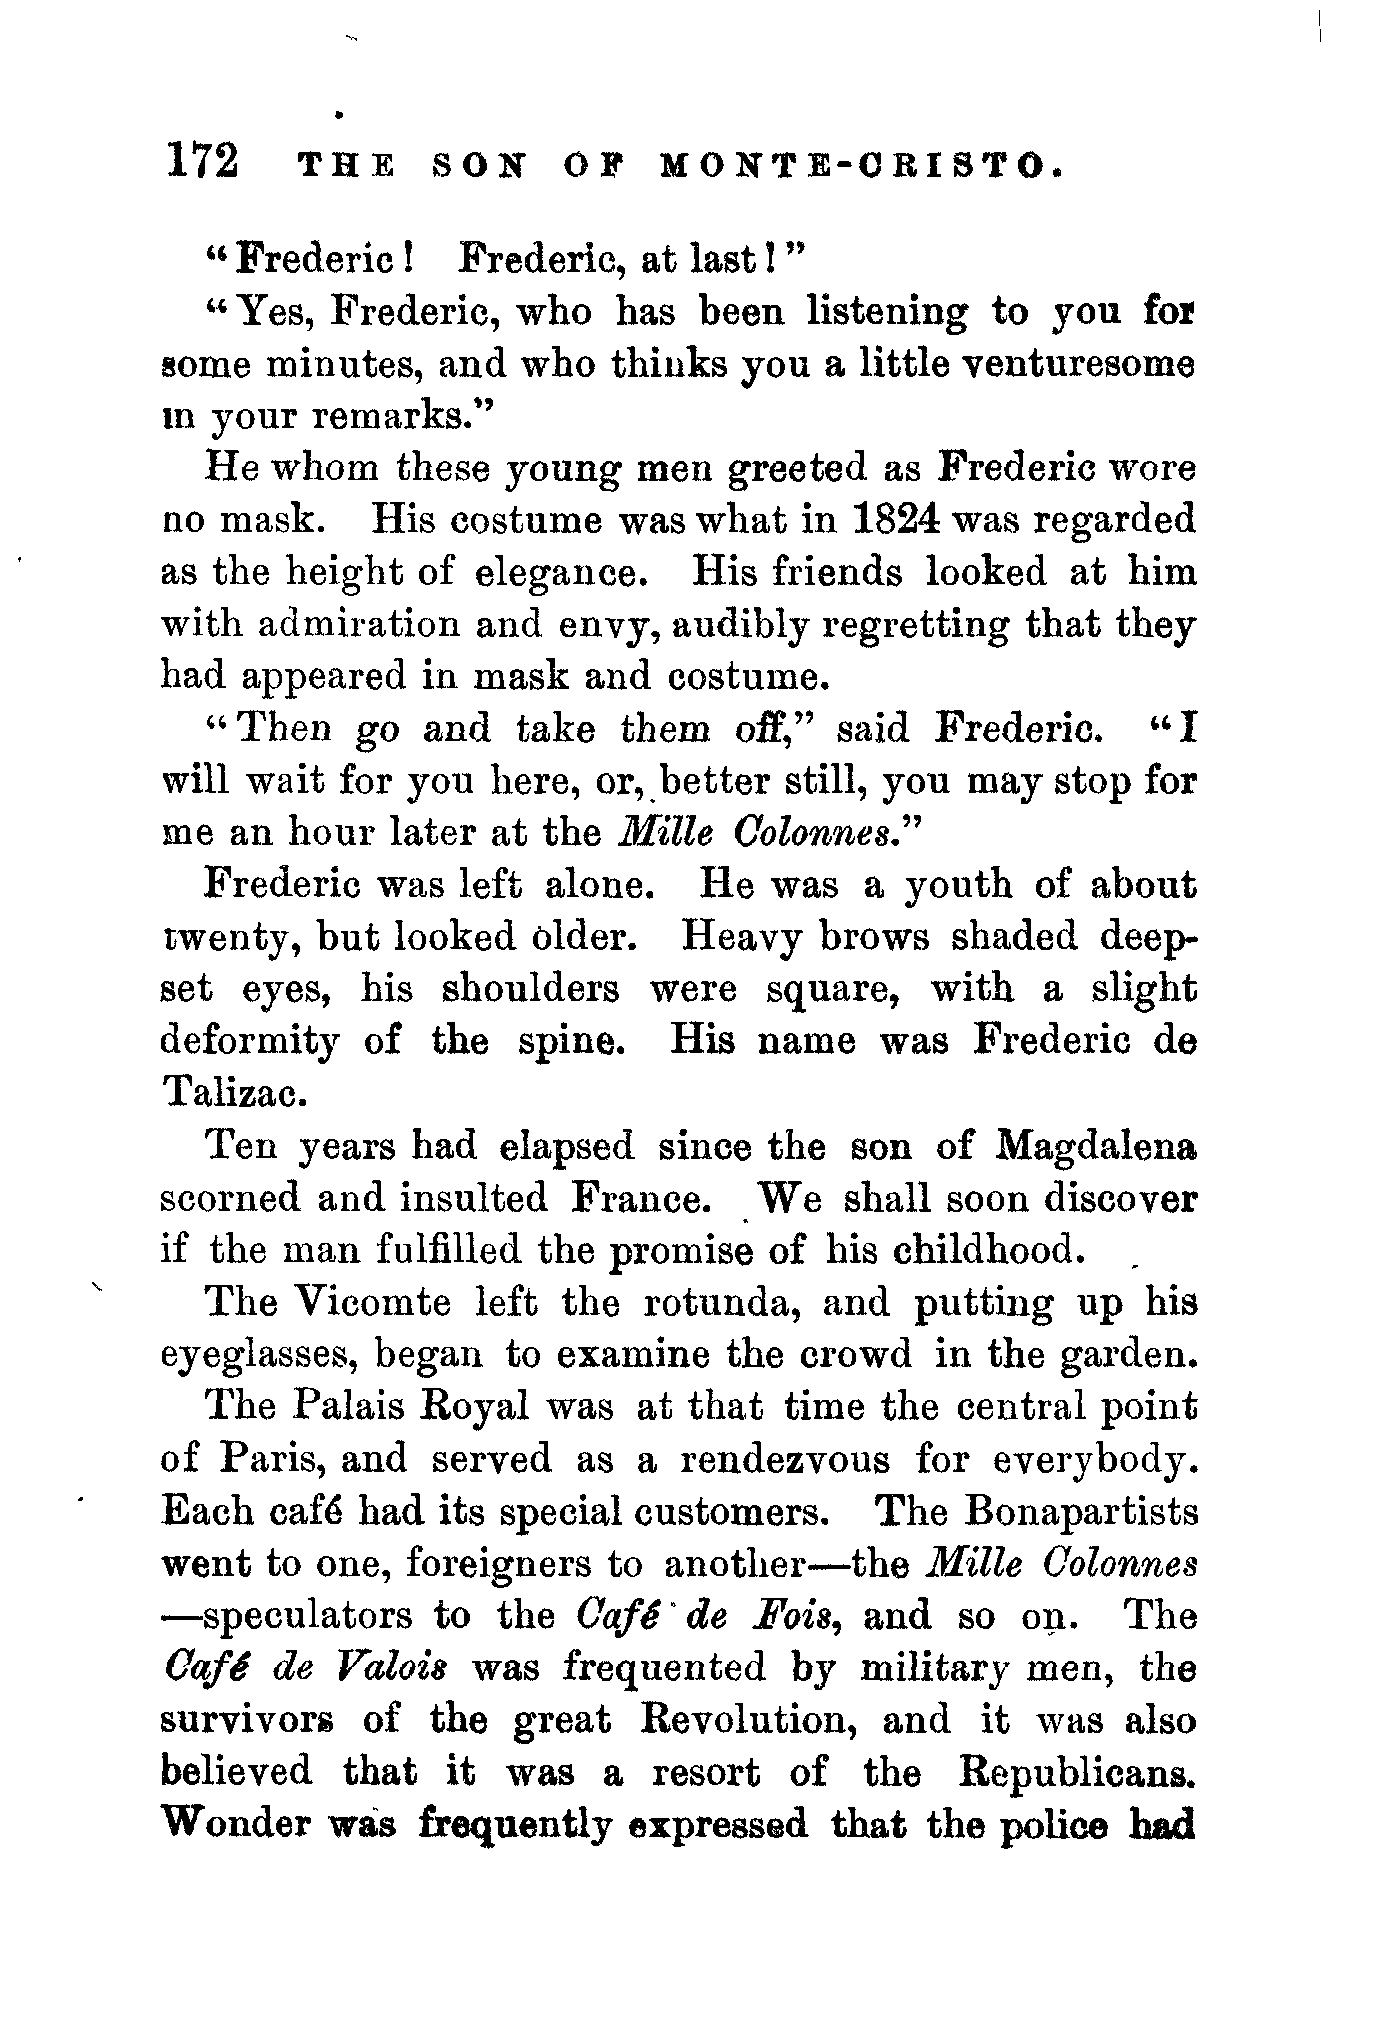 172 THE SON OF MONTE-CRISTO.
“Frederic! Frederic, at last!”
“Yes, Frederic, who has been listening to you for
some minutes, and who thinks you a little venturesome
in your remarks.”
He whom these young men greeted as Frederic wore
no mask. His costume was what in 1824 was regarded
as the height of elegance. His friends looked at him
with admiration and envy, audibly regretting that they
had appeared in mask and costume.
“Then go and take them off,” said Frederic. “I
will wait for you here, or, better still, you may stop for
me an hour later at the Mille Colonnes.”
Frederic was left alone. He was a youth of about
twenty, but looked older. Heavy brows shaded deep-
set eyes, his shoulders were square, with a slight
deformity of the spine. His name was Frederic de
Talizac.
Ten years had elapsed since the son of Magdalena
scorned and insulted France. We shall soon discover
if the man fulfilled the promise of his childhood.
The Vicomte left the rotunda, and putting up his
eyeglasses, began to examine the crowd in the garden.
The Palais Royal was at that time the central point
of Paris, and served as a rendezvous for everybody.
Each café had its special customers. The Bonapartists
went to one, foreigners to another—the Mille Colonnes
—speculators to the Café de Fois, and so on. The
Café de Valois was frequented by military men, the
survivors of the great Revolution, and it was also
believed that it was a resort of the Republicans.
Wonder was frequently expressed that the police had